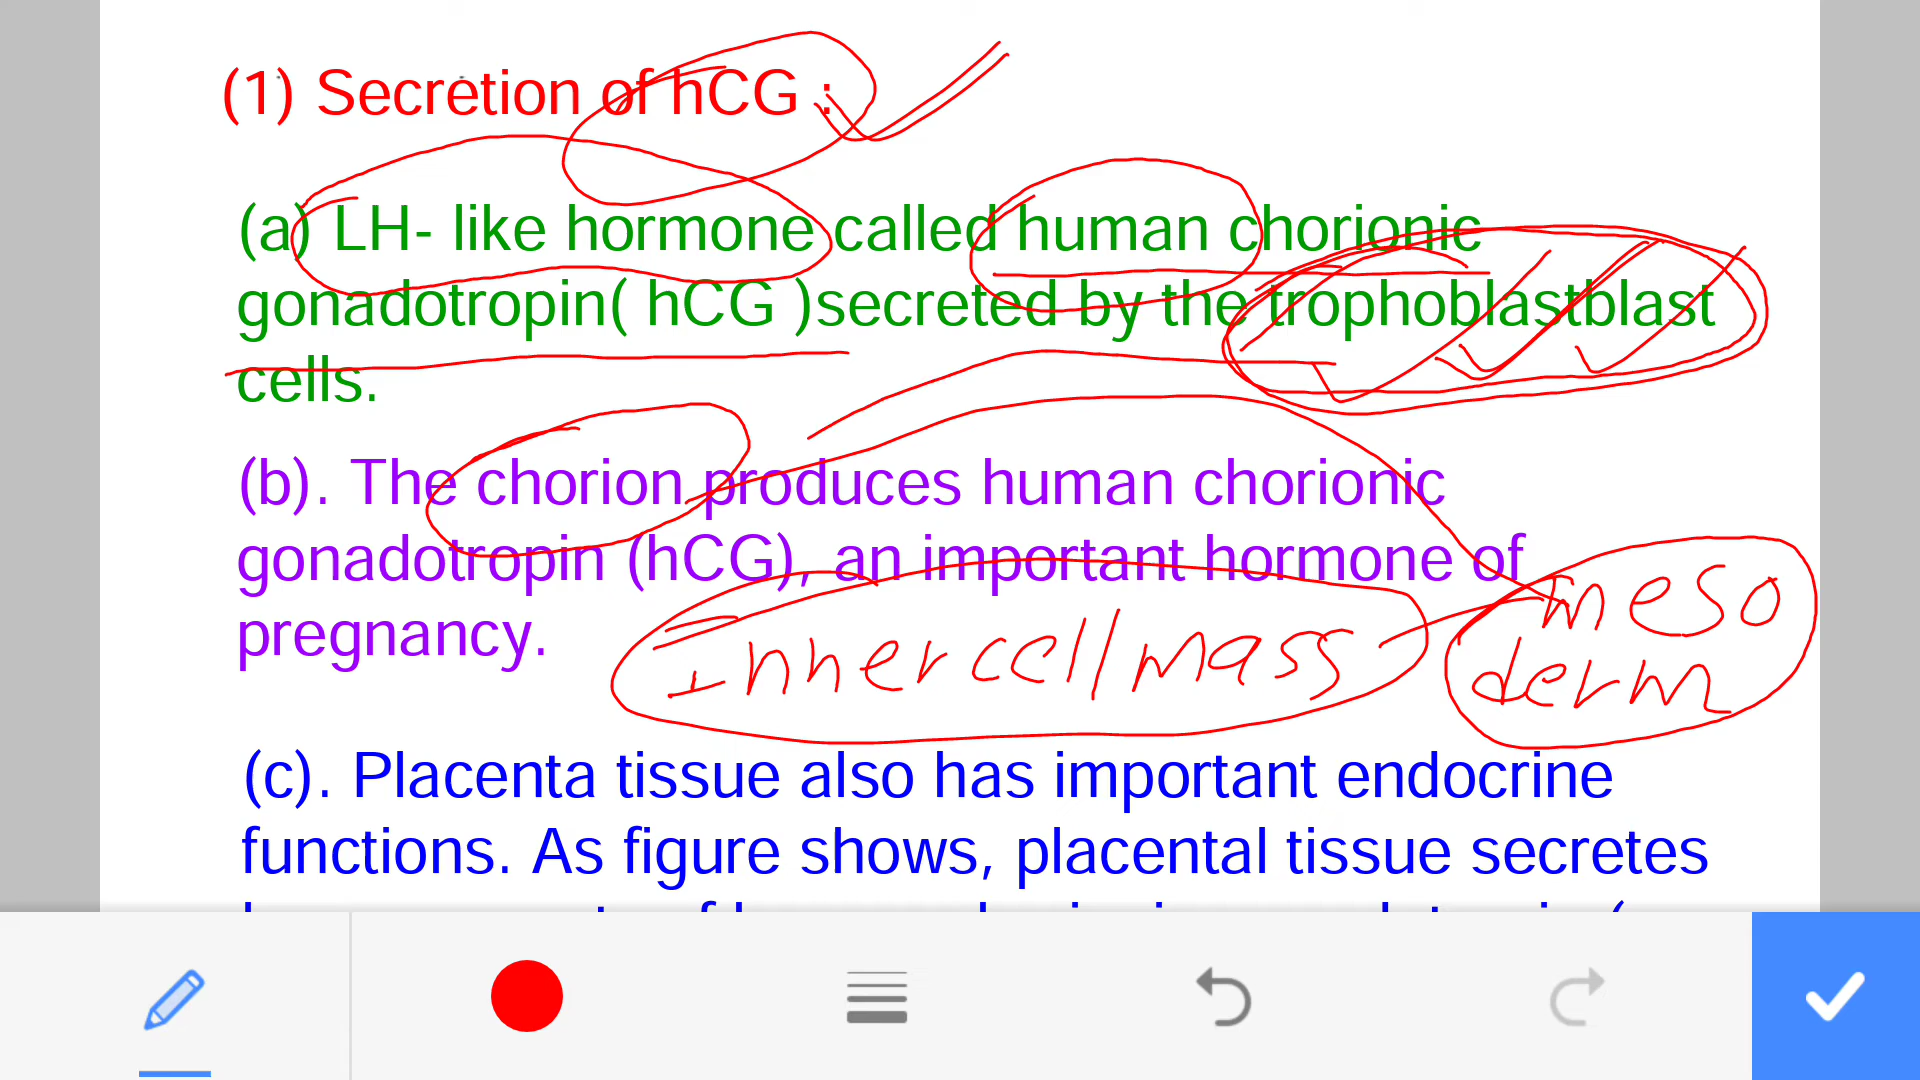 (1) Secretion of hCG :
(a) LH- like hormone called human chorionic
gonadotropin( hCG )secreted by the trophoblastblast
cells.
(b). The chorion produces human chorionic
gonadotropin (hCG), an important hormone of
pregnancy.
Inner cell mass
meso
derm
(c). Placenta tissue also has important endocrine
functions. As figure shows, placental tissue secretes